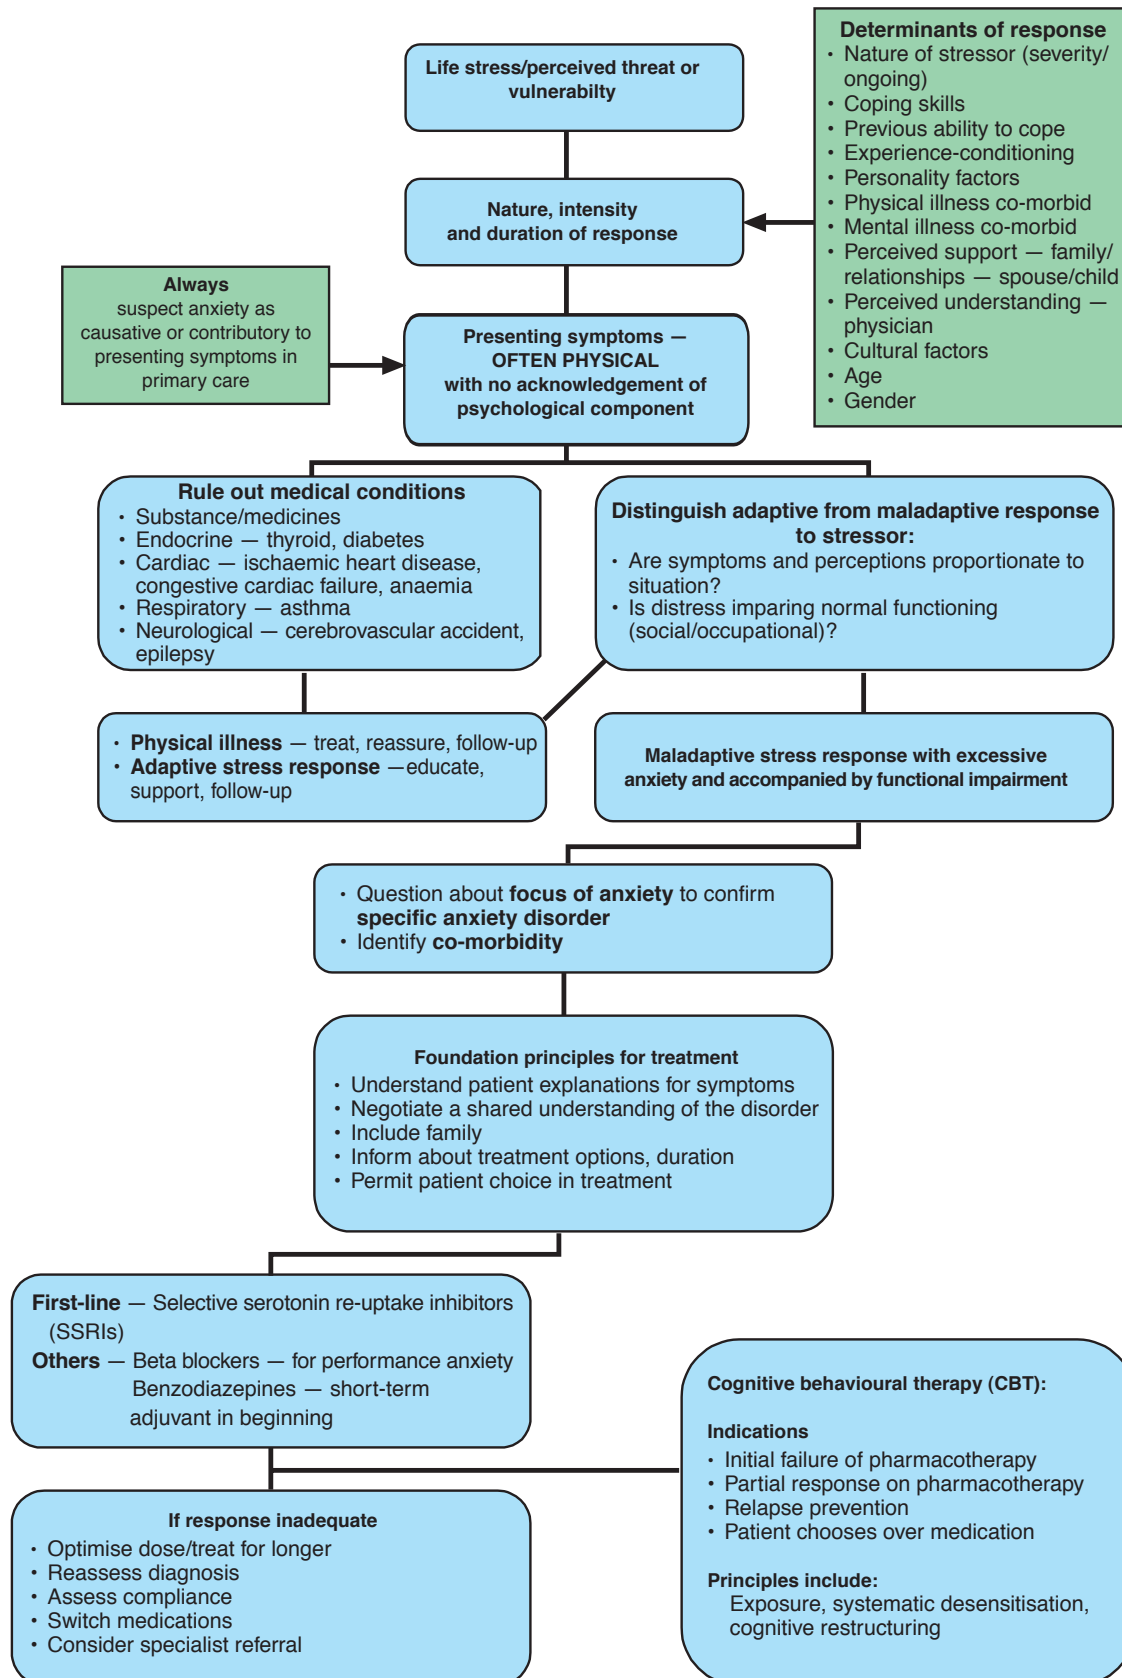 Life stress/perceived threat or
vulnerabilty
Determants of response
• Nature of stressor (severity/
ongoing)
• Coping skills
• Previous ability to cope
• Experience-conditioning
• Personality factors
• Physical illness co-morbid
• Mental illness co-morbid
• Perceived support — family/
relationships — spouse/child
• Perceived understanding —
physician
• Cultural factors
• Age
• Gender
Nature, intensity
and duration of response
Always
suspect anxiety as
causative or contributory to
presenting symptoms in
primary care
Presenting symptoms —
OFTEN PHYSICAL
with no acknowledgement of
psychological component
Rule out medical conditions
• Substance/medicines
• Endocrine — thyroid, diabetes
• Cardiac — ischaemic heart disease,
congestive cardiac failure, anaemia
• Respiratory — asthma
• Neurological — cerebrovascular accident,
epilepsy
Distinguish adaptive from maladaptive response
to stressor:
• Are symptoms and perceptions proportionate to
situation?
• Is distress imparing normal functioning
(social/occupational)?
• Physical illness — treat, reassure, follow-up
• Adaptive stress response —educate,
support, follow-up
Maladaptive stress response with excessive
anxiety and accompanied by functional impairment
• Question about focus of anxiety to confirm
specific anxiety disorder
• Identify co-morbidity
Foundation principles for treatment
• Understand patient explanations for symptoms
• Negotiate a shared understanding of the disorder
• Include family
• Inform about treatment options, duration
• Permit patient choice in treatment
First-line — Selective serotonin re-uptake inhibitors
(SSRIs)
Others — Beta blockers — for performance anxiety
Benzodiazepines — short-term
adjuvant in beginning
Cognitive behavioural therapy (CBT):
Indications
• Initial failure of pharmacotherapy
• Partial response on pharmacotherapy
• Relapse prevention
• Patient chooses over medication
Principles include:
Exposure, systematic desensitisation,
cognitive restructuring
If response inadequate
• Optimise dose/treat for longer
• Reassess diagnosis
• Assess compliance
• Switch medications
• Consider specialist referral